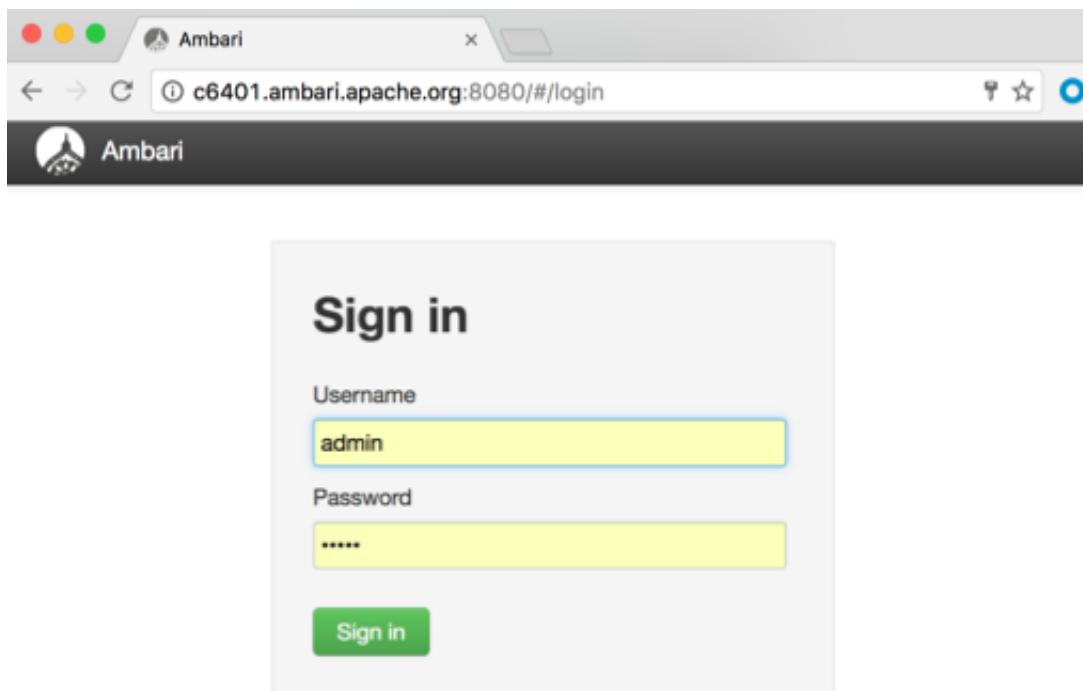 Ambari
c6401.ambari.apache.org:8080/#/login
Ambari
Sign in
Username
admin
Password
•••••
Sign in